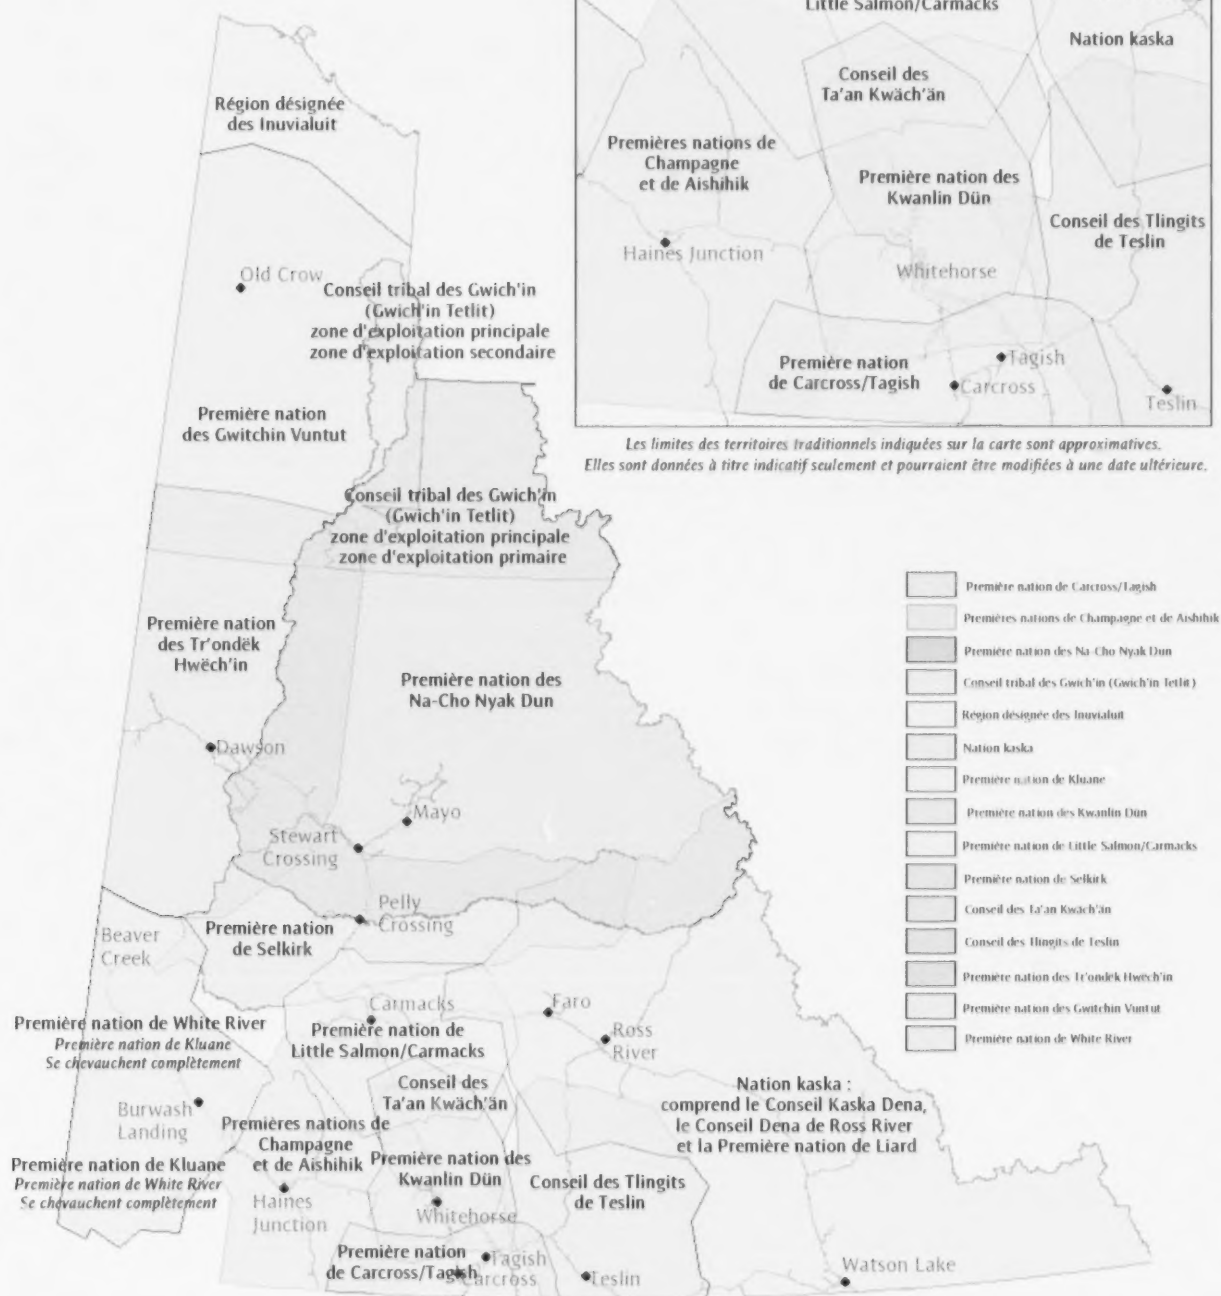 Little Salmon/Carmacks
Nation kaska
Conseil des
Ta'an Kwäch'än
Premières nations de
Champagne
et de Aishihik
Première nation des
Kwanlin Dün
Conseil des Tlingits
de Teslin
Haines Junction
Whitehorse
Première nation
de Carcross/Tagish
Tagish
Carcross
Teslin
Les limites des territoires traditionnels indiquées sur la carte sont approximatives.
Elles sont données à titre indicatif seulement et pourraient être modifiées à une date ultérieure.
Région désignée
des Inuvialuit
Old Crow
Conseil tribal des Gwich'in
(Gwich'in Tetlit)
zone d'exploitation principale
zone d'exploitation secondaire
Première nation
des Gwitchin Vuntut
Conseil tribal des Gwich'in
(Gwich'in Tetlit)
zone d'exploitation principale
zone d'exploitation primaire
Première nation
des Tr'ondëk
Hwëch'in
Première nation des
Na-Cho Nyak Dun
Dawson
Mayo
Stewart
Crossing
Pelly
Crossing
Beaver
Creek
Première nation
de Selkirk
Carmacks
Faro
Première nation de White River
Première nation de Kluane
Se chevauchent complètement
Première nation de
Little Salmon/Carmacks
Ross
River
Conseil des
Ta'an Kwäch'än
Nation kaska :
comprend le Conseil Kaska Dena,
le Conseil Dena de Ross River
et la Première nation de Liard
Burwash
Landing
Premières nations de
Champagne
et de Aishihik
Première nation de Kluane
Première nation de White River
Se chevauchent complètement
Première nation des
Kwanlin Dün
Conseil des Tlingits
de Teslin
Haines
Junction
Whitehorse
Première nation
de Carcross/Tagish
Tagish
Carcross
Teslin
Watson Lake
Première nation de Carcross/Tagish
Premières nations de Champagne et de Aishihik
Première nation des Na-Cho Nyak Dun
Conseil tribal des Gwich'in (Gwich'in Tetlit)
Région désignée des Inuvialuit
Nation kaska
Première nation de Kluane
Première nation des Kwanlin Dün
Première nation de Little Salmon/Carmacks
Première nation de Selkirk
Conseil des Ta'an Kwäch'än
Conseil des Tlingits de Teslin
Première nation des Tr'ondëk Hwëch'in
Première nation des Gwitchin Vuntut
Première nation de White River